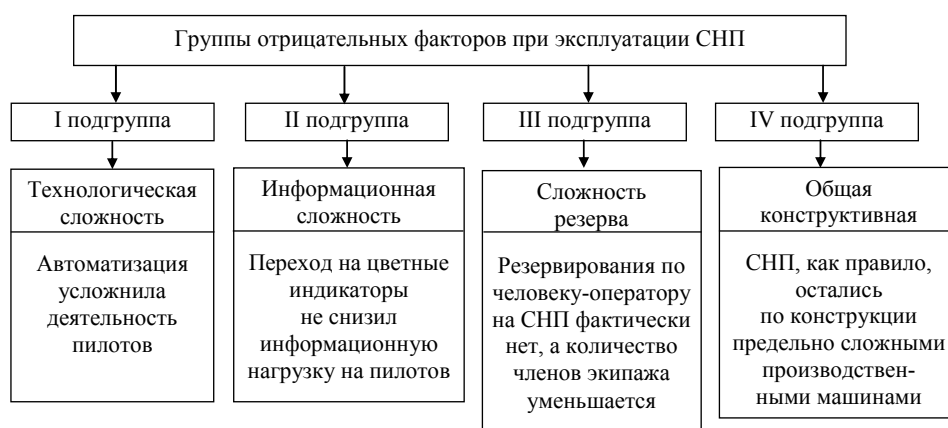 Группы отрицательных факторов при эксплуатации СНП
I подгруппа
II подгруппа
III подгруппа
IV подгруппа
Технологическая
сложность
Автоматизация
усложнила
деятельность
пилотов
Информационная
сложность
Переход на цветные
индикаторы
не снизил
информационную
нагрузку на пилотов
Сложность
резерва
Резервирования по
человеку-оператору
на СНП фактически
нет, а количество
членов экипажа
уменьшается
Общая
конструктивная
СНП, как правило,
остались
по конструкции
предельно сложными
производствен-
ными машинами